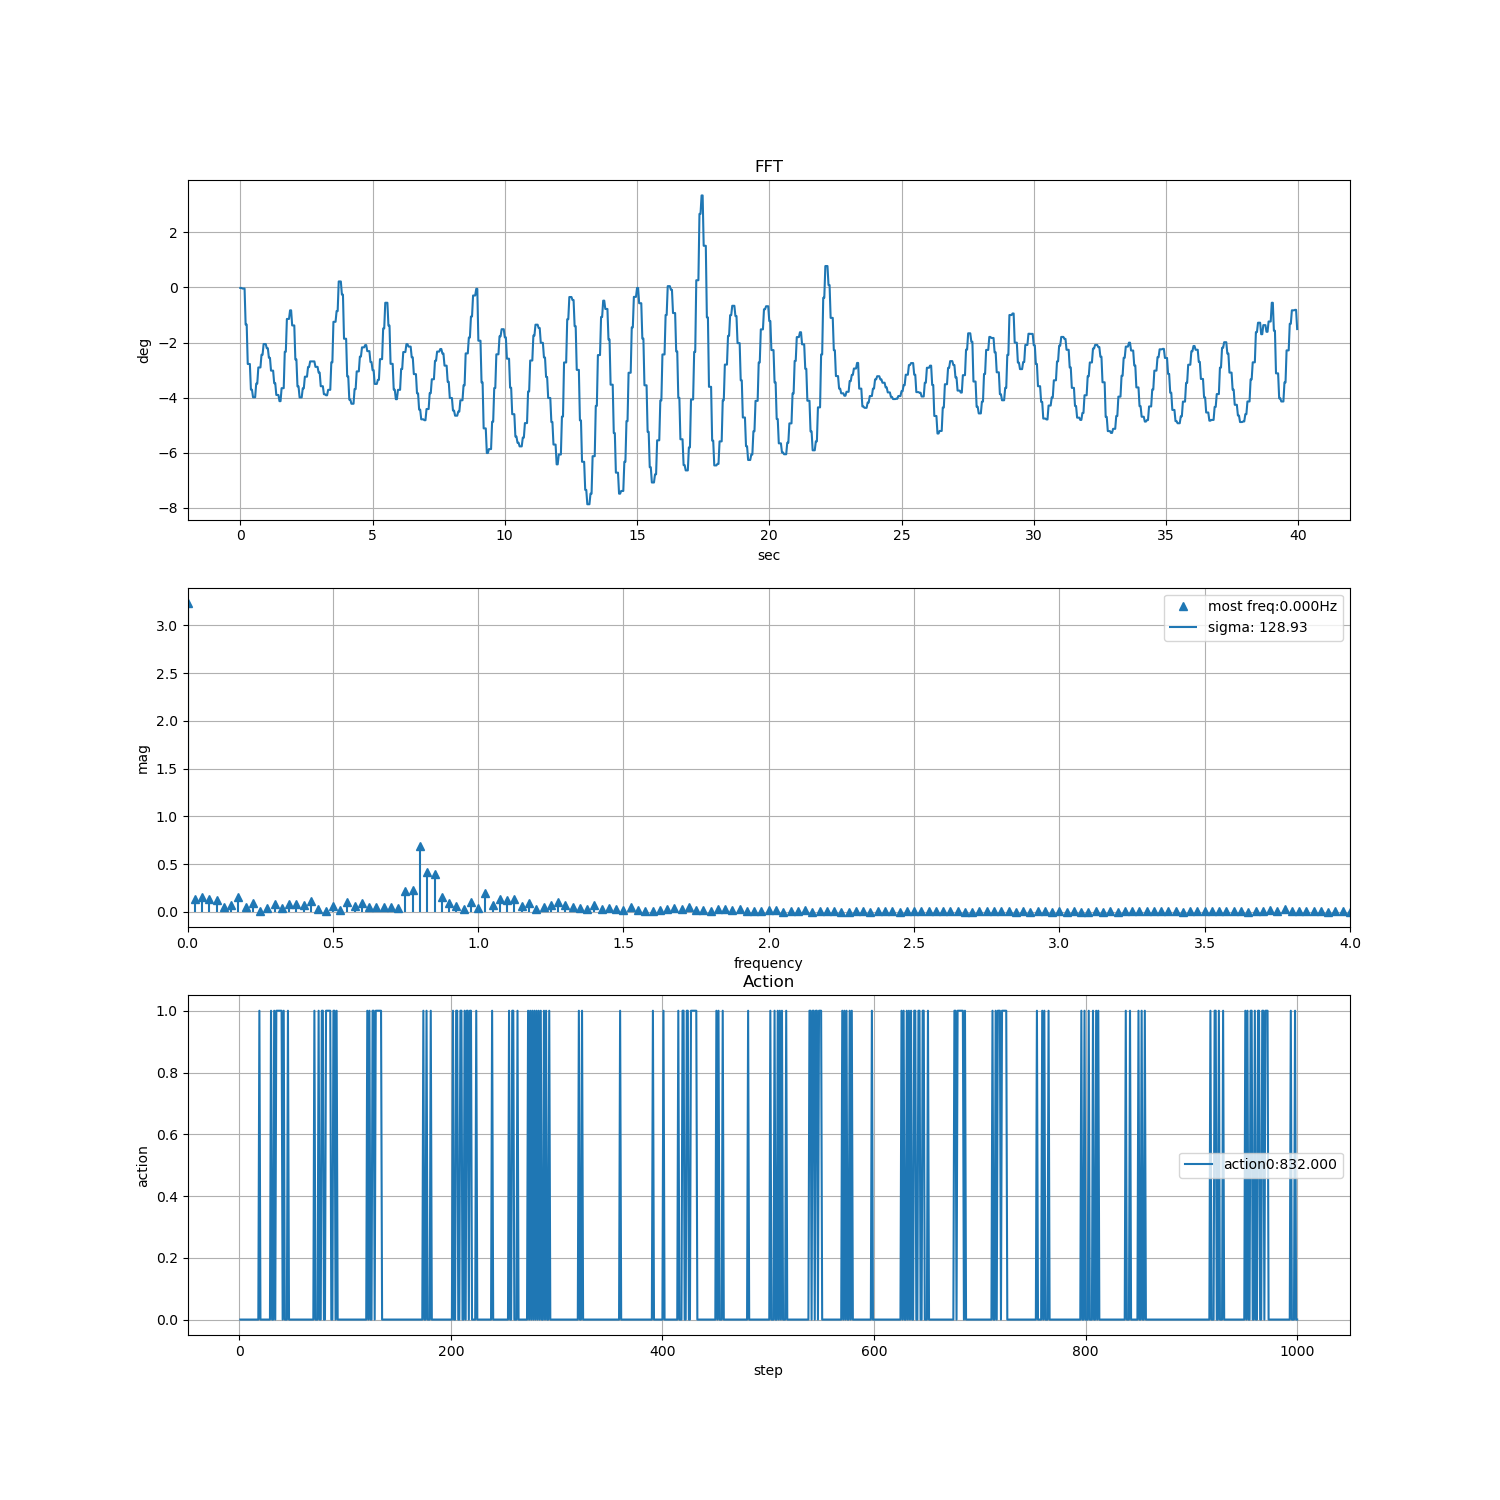 FFT
2
0
−2
−4
−6
−8
deg
0 5 10 15 20 25 30 35 40
sec
most freq:0.000Hz
sigma: 128.93
3.0
2.5
2.0
1.5
1.0
0.5
0.0
mag
0.0 0.5 1.0 1.5 2.0 2.5 3.0 3.5 4.0
frequency
Action
1.0
0.8
0.6
0.4
0.2
0.0
action
action0:832.000
0 200 400 600 800 1000
step